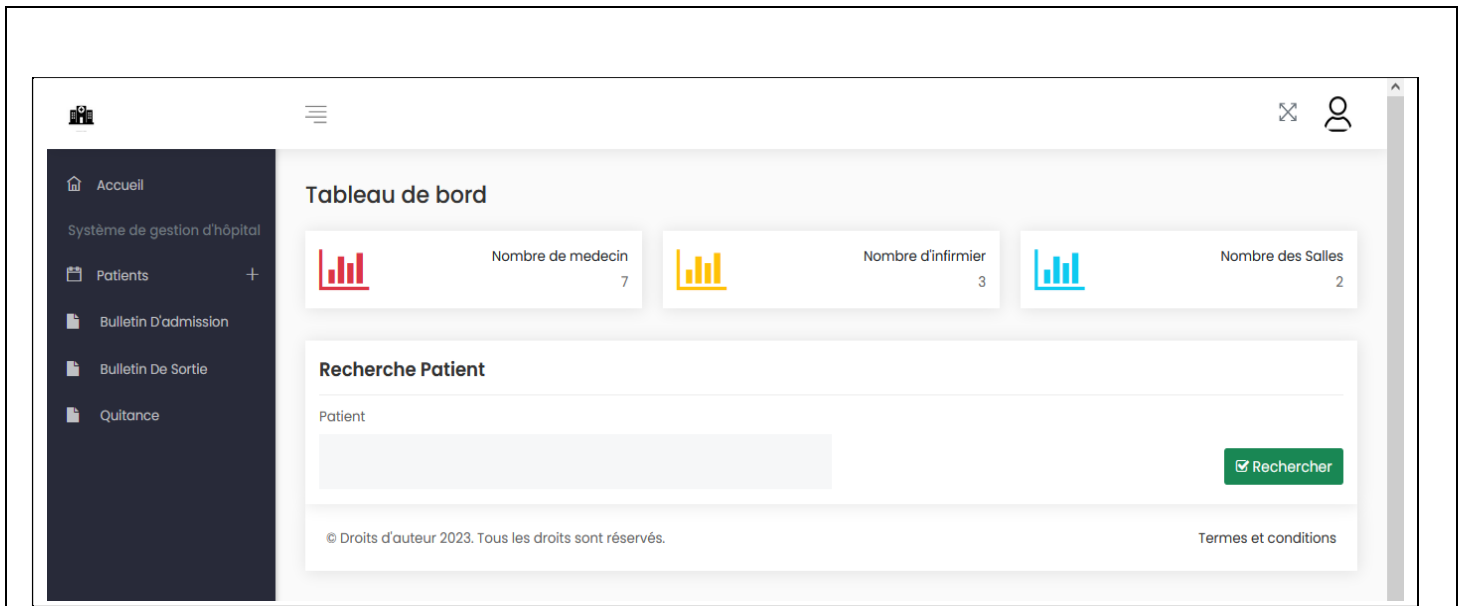 Accueil
Système de gestion d'hôpital
Patients
Bulletin D'admission
Bulletin De Sortie
Quitance
Tableau de bord
Nombre de medecin
7
Nombre d'infirmier
3
Nombre des Salles
2
Recherche Patient
Patient
Rechercher
© Droits d'auteur 2023. Tous les droits sont réservés.
Termes et conditions